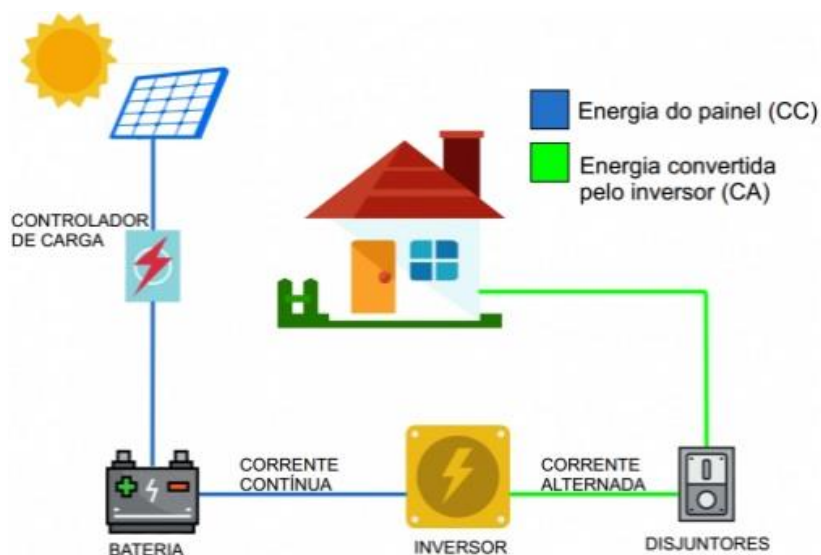 Energia do painel (CC)
Energia convertida
pelo inversor (CA)
CONTROLADOR
DE CARGA
CORRENTE
CONTÍNUA
CORRENTE
ALTERNADA
BATERIA
INVERSOR
DISJUNTORES